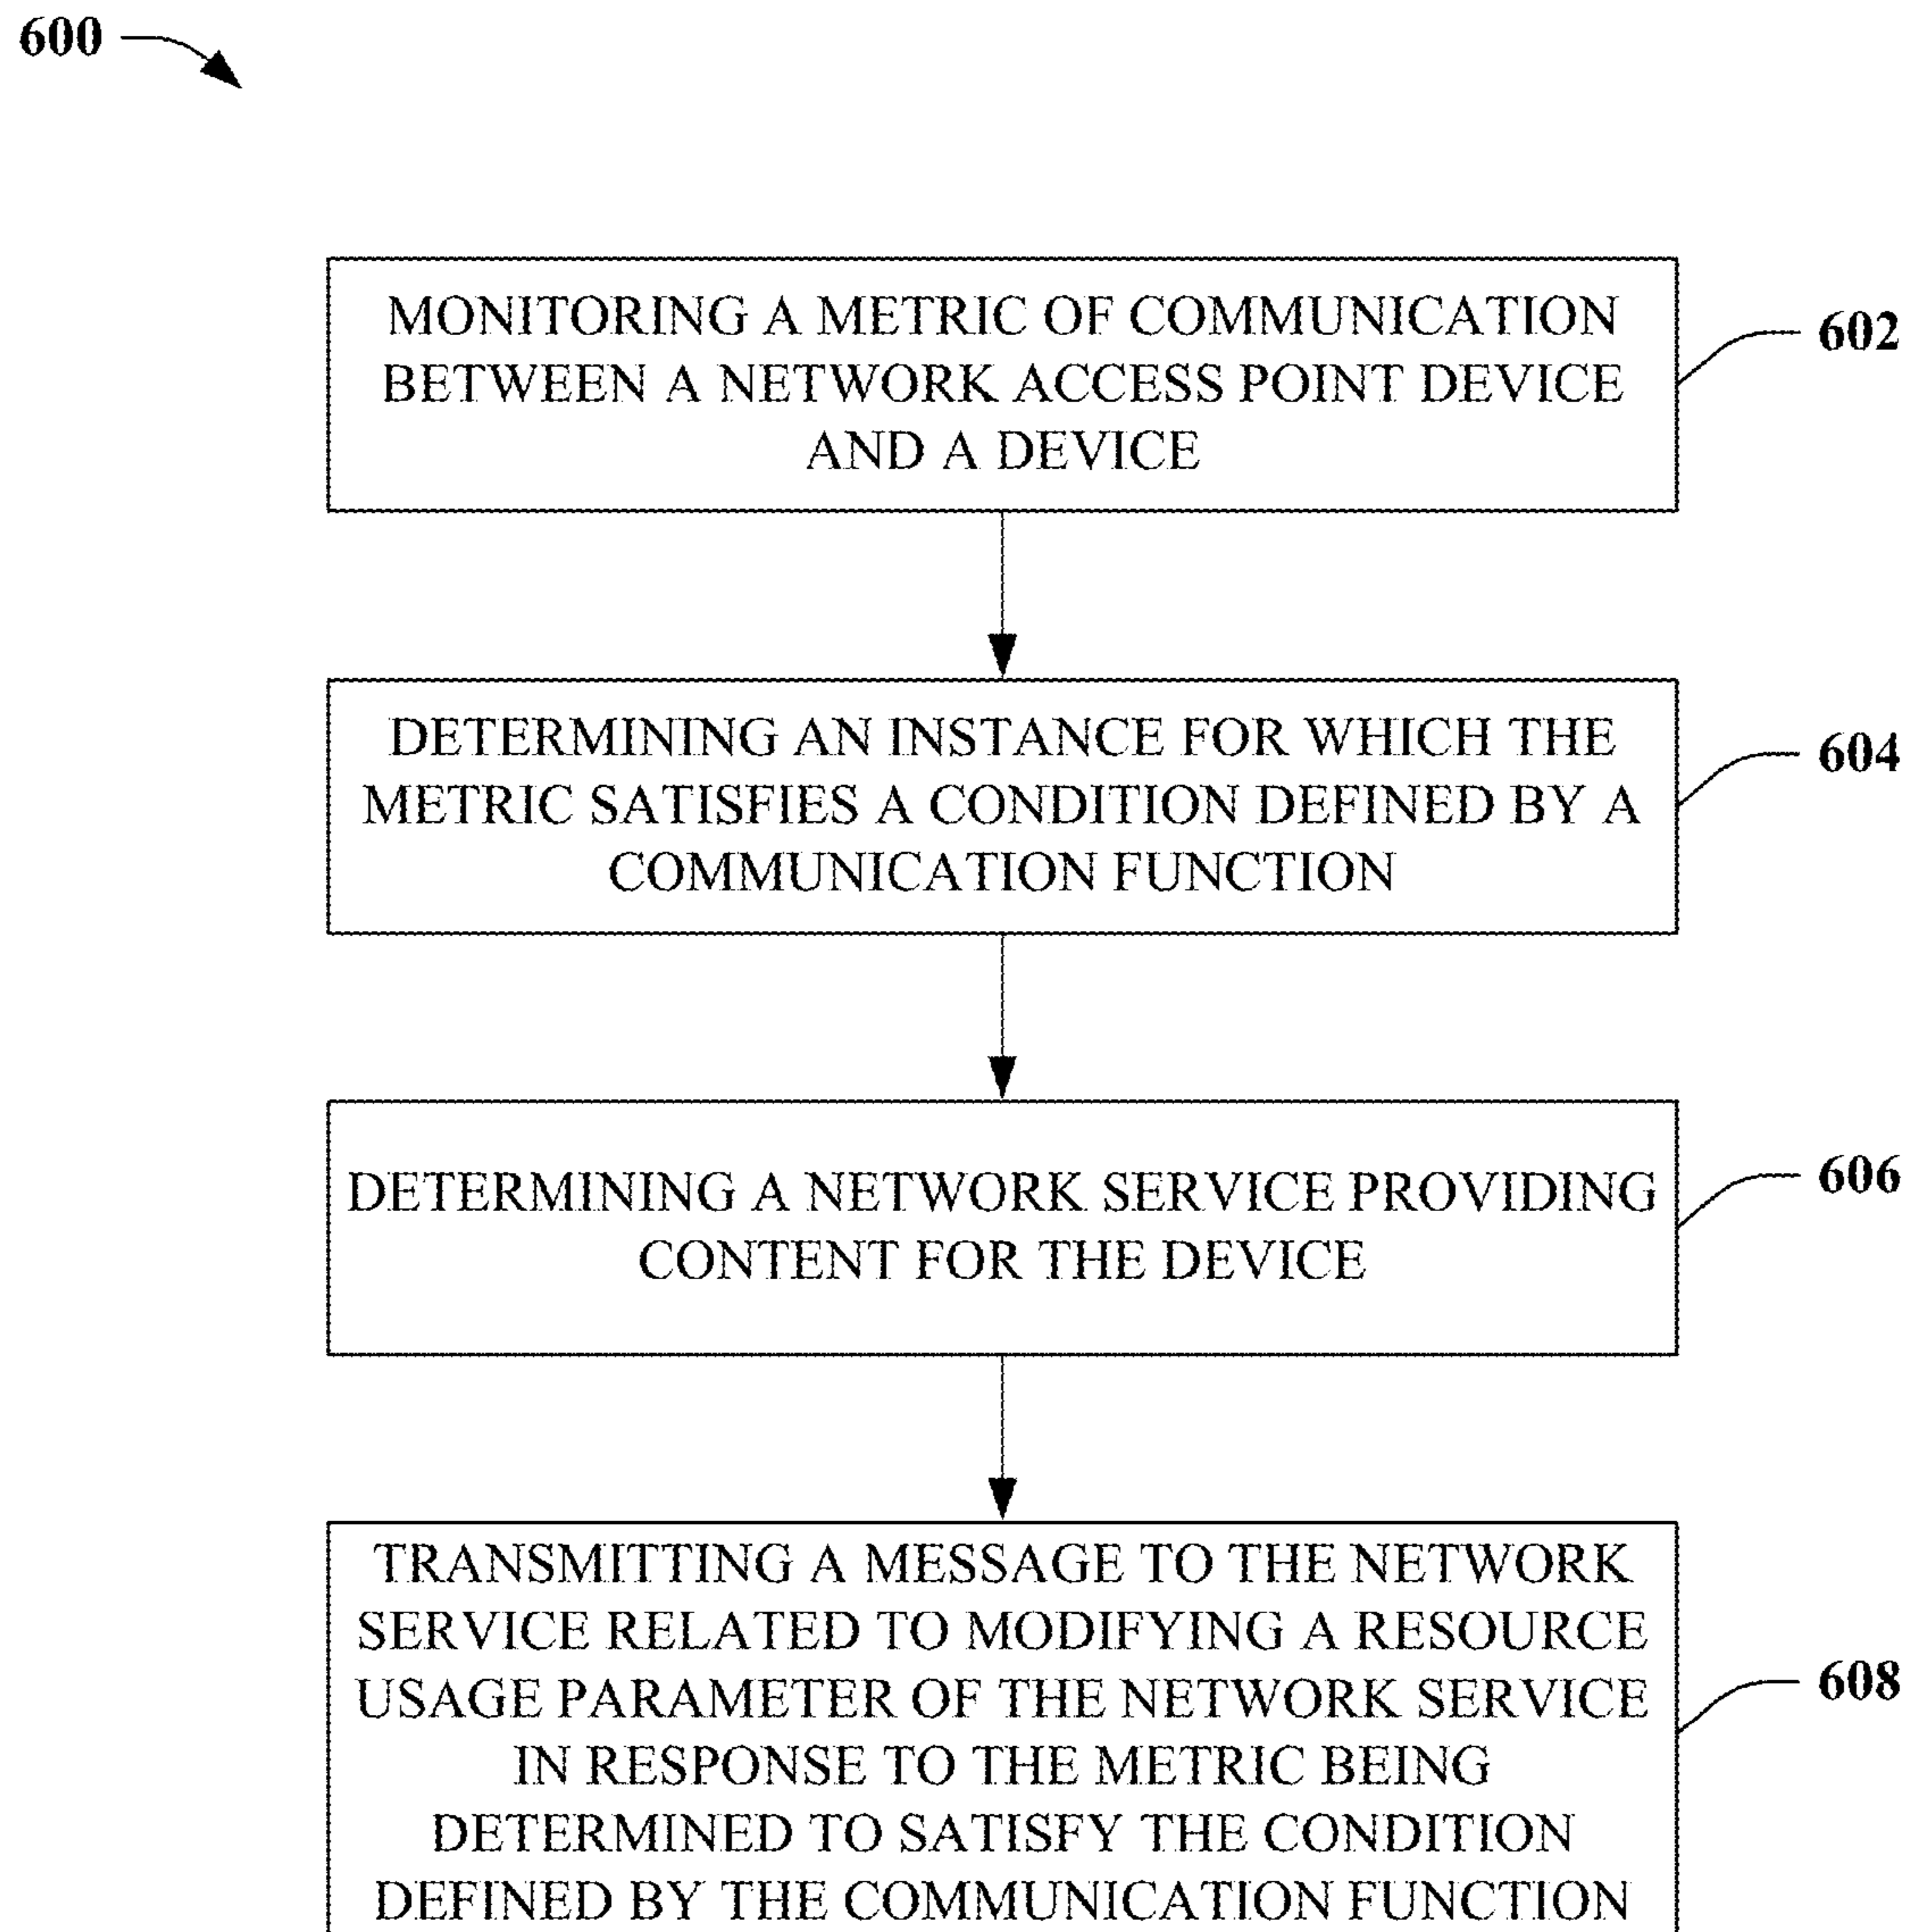 600
MONITORING A METRIC OF COMMUNICATION
BETWEEN A NETWORK ACCESS POINT DEVICE
AND A DEVICE
602
DETERMINING AN INSTANCE FOR WHICH THE
METRIC SATISFIES A CONDITION DEFINED BY A
COMMUNICATION FUNCTION
604
DETERMINING A NETWORK SERVICE PROVIDING
CONTENT FOR THE DEVICE
606
TRANSMITTING A MESSAGE TO THE NETWORK
SERVICE RELATED TO MODIFYING A RESOURCE
USAGE PARAMETER OF THE NETWORK SERVICE
IN RESPONSE TO THE METRIC BEING
DETERMINED TO SATISFY THE CONDITION
DEFINED BY THE COMMUNICATION FUNCTION
608